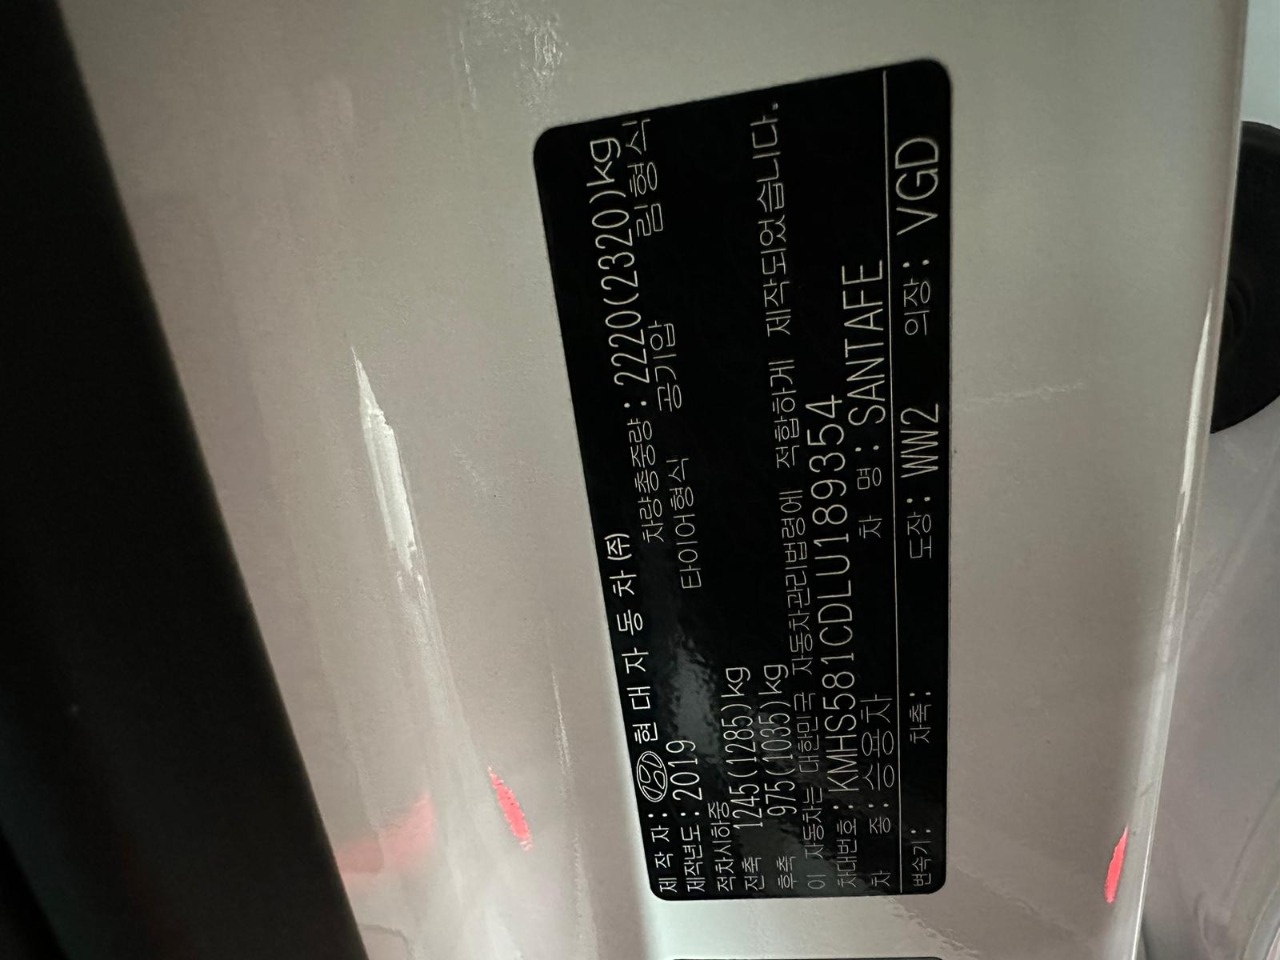 제 작 자: 현 대 자 동 차 (주)
제작년도: 2019 차량총중량: 2220(2320)kg
적차시하중 타이어형식 공기압 림형식
전축 1245(1285)kg
후축 975(1035)kg
이 자동차는 대한민국 자동차관리법령에 적합하게 제작되었습니다.
차대번호: KMHS581CDLU189354
차 종: 승용차 차 명: SANTAFE
변속기: 차축: 도장: WW2 의장: VGD